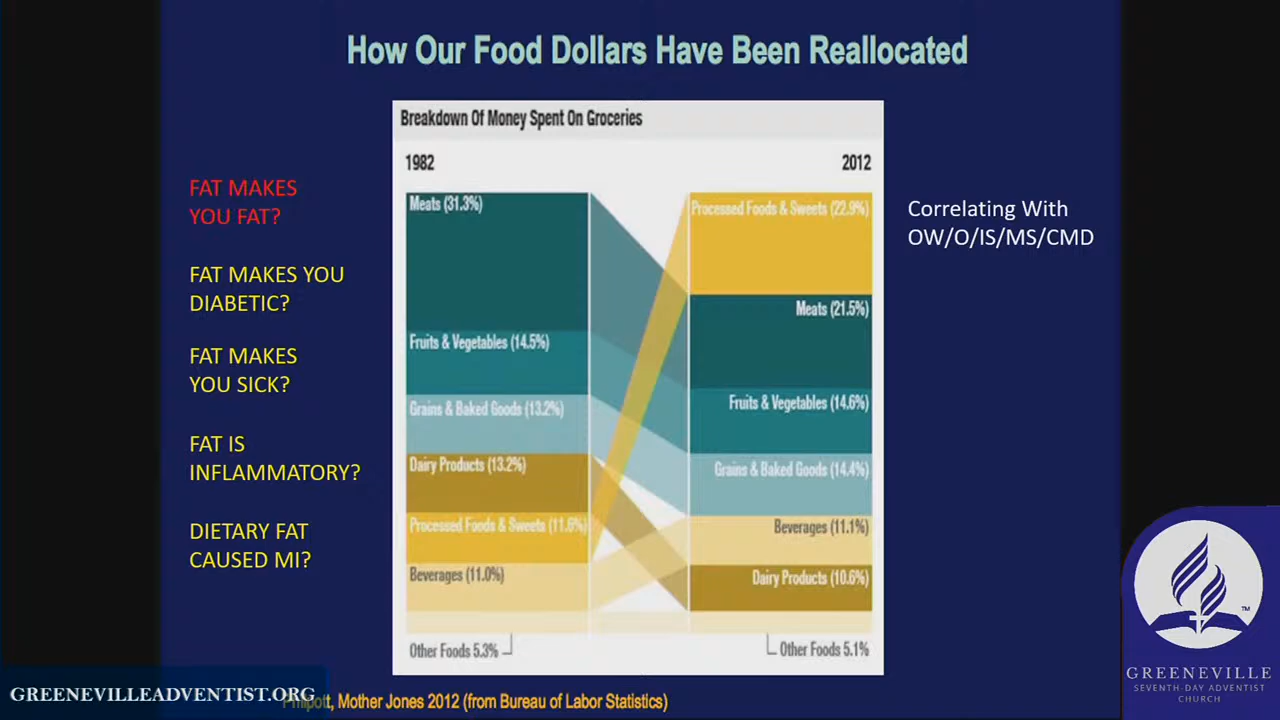 How Our Food Dollars Have Been Reallocated
Breakdown Of Money Spent On Groceries
1982
2012
Meats (31.3%)
Fruits & Vegetables (14.5%)
Grains & Baked Goods (13.2%)
Dairy Products (13.2%)
Processed Foods & Sweets (11.6%)
Beverages (11.0%)
Other Foods 5.3%
Processed Foods & Sweets (22.9%)
Meats (21.5%)
Fruits & Vegetables (14.6%)
Grains & Baked Goods (14.4%)
Beverages (11.1%)
Dairy Products (10.6%)
Other Foods 5.1%
FAT MAKES
YOU FAT?
FAT MAKES YOU
DIABETIC?
FAT MAKES
YOU SICK?
FAT IS
INFLAMMATORY?
DIETARY FAT
CAUSED MI?
Correlating With
OW/O/IS/MS/CMD
Philpott, Mother Jones 2012 (from Bureau of Labor Statistics)
GREENEVILLEADVENTIST.ORG
TM
GREENEVILLE
SEVENTH-DAY ADVENTIST
CHURCH